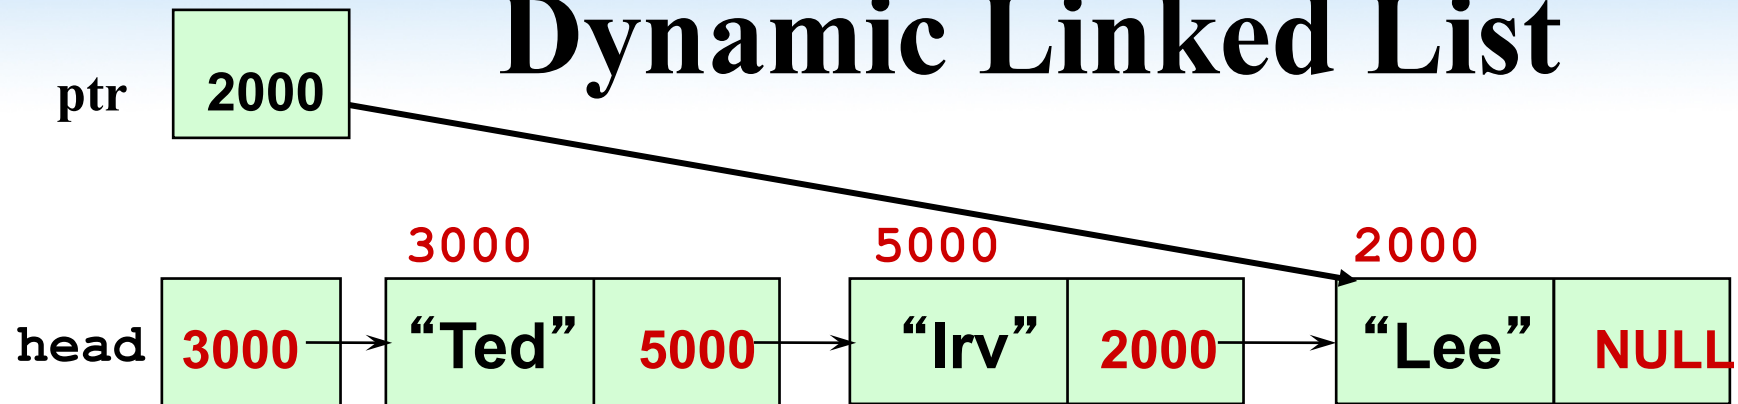 Dynamic Linked List
ptr 2000
3000 5000 2000
head 3000 “Ted” 5000 “Irv” 2000 “Lee” NULL